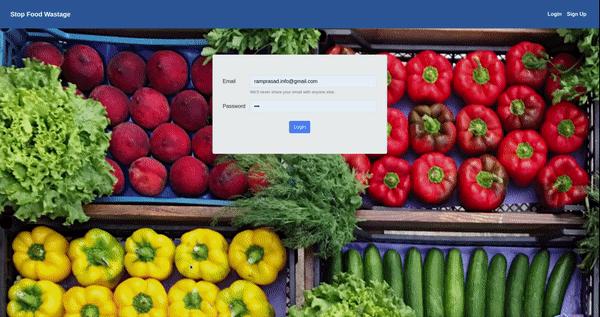 Stop Food Wastage
Login Sign Up
Email ramprasad.info@gmail.com
We'll never share your email with anyone else.
Password ••••
Login